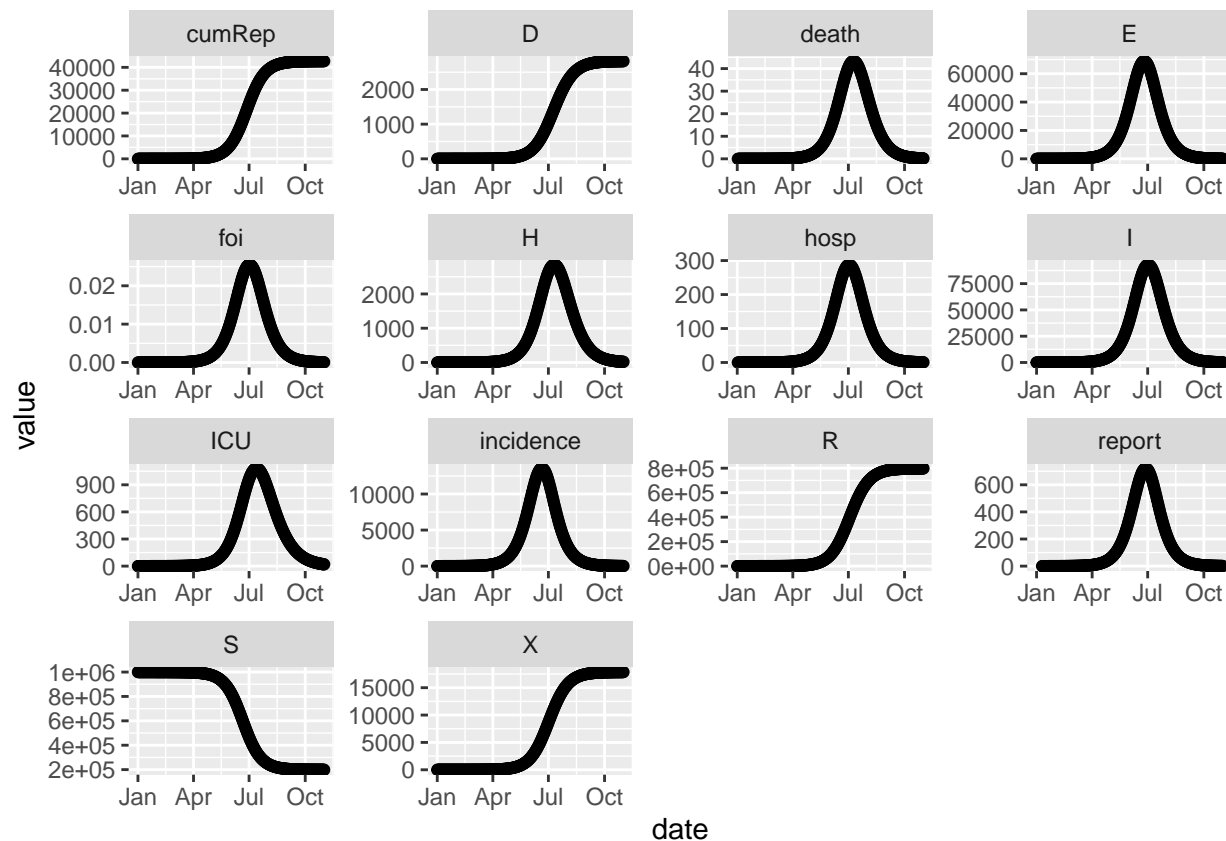 cumRep D death E
40000 30000 20000 10000 0
2000 1000 0
40 30 20 10 0
60000 40000 20000 0
Jan Apr Jul Oct Jan Apr Jul Oct Jan Apr Jul Oct Jan Apr Jul Oct
foi H hosp I
0.02 0.01 0.00
2000 1000 0
300 200 100 0
75000 50000 25000 0
Jan Apr Jul Oct Jan Apr Jul Oct Jan Apr Jul Oct Jan Apr Jul Oct
value
ICU incidence R report
900 600 300 0
10000 5000 0
8e+05 6e+05 4e+05 2e+05 0e+00
600 400 200 0
Jan Apr Jul Oct Jan Apr Jul Oct Jan Apr Jul Oct Jan Apr Jul Oct
S X
1e+06 8e+05 6e+05 4e+05 2e+05
15000 10000 5000 0
Jan Apr Jul Oct Jan Apr Jul Oct
date